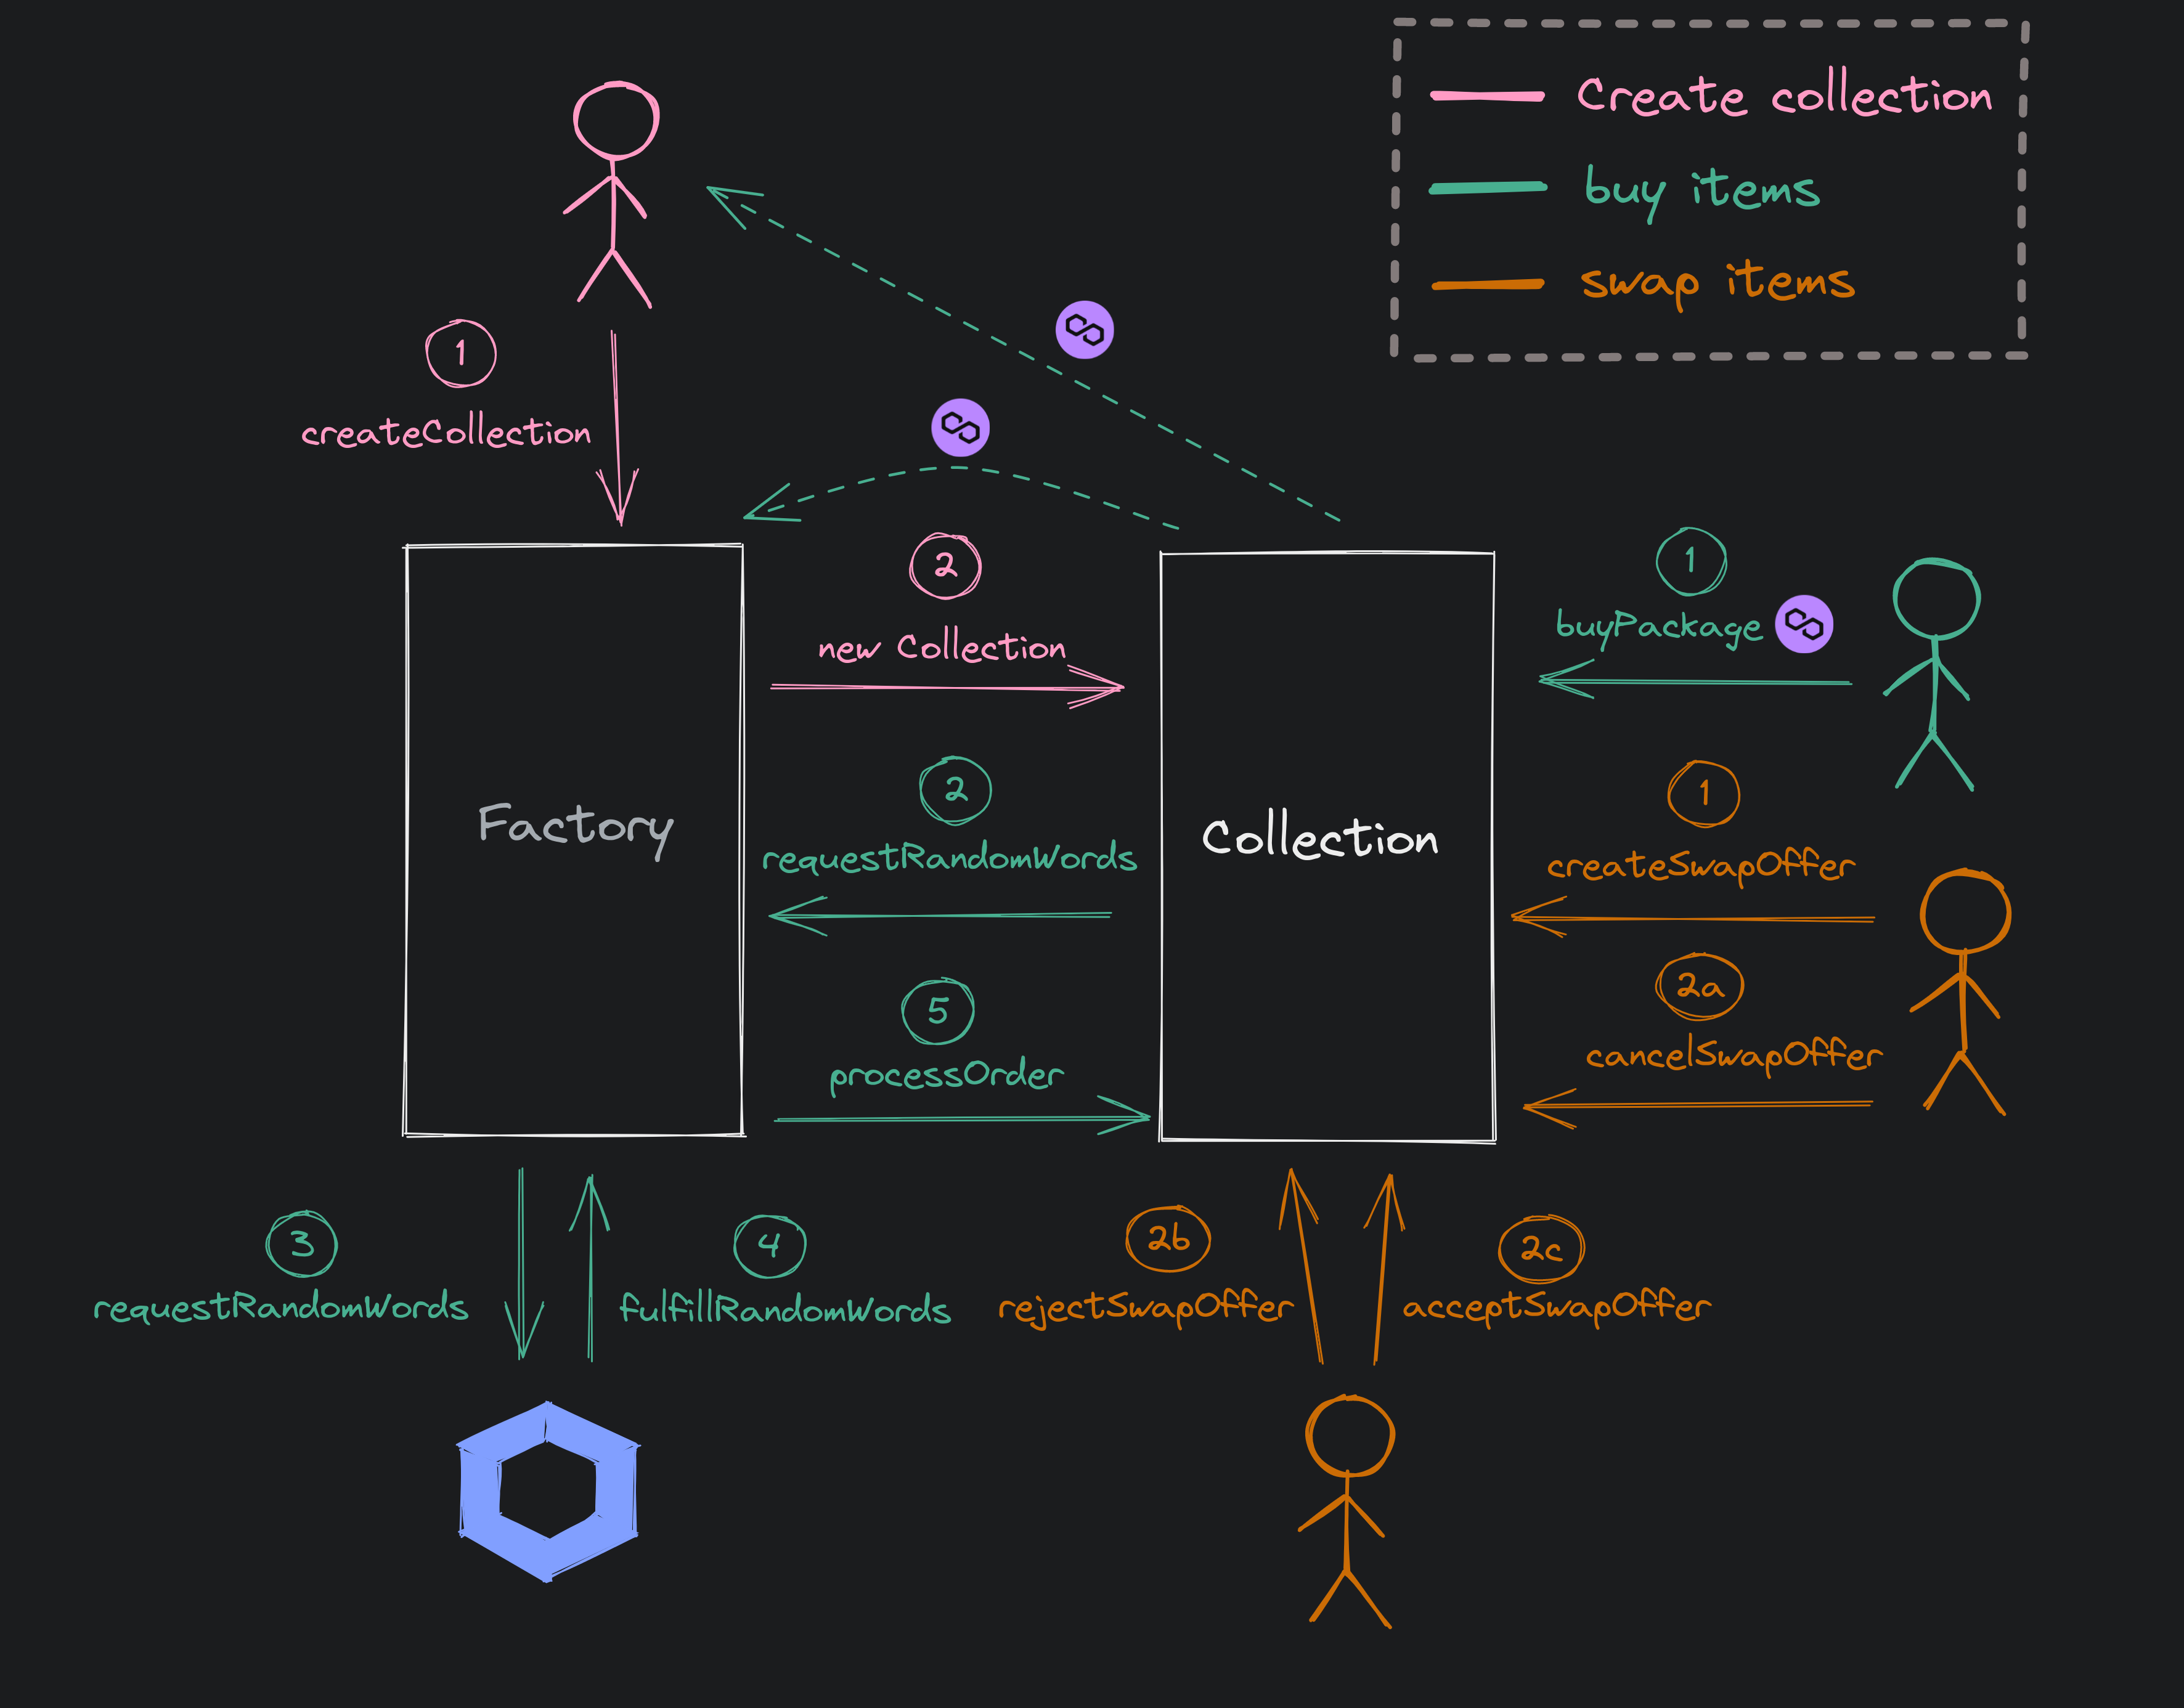 Create collection
buy items
swap items
1
createCollection
2
new Collection
1
buyPackage
Factory
Collection
2
requestRandomWords
1
createSwapOffer
5
processOrder
2a
cancelSwapOffer
3
requestRandomWords
4
fulfillRandomWords
2b
rejectSwapOffer
2c
acceptSwapOffer